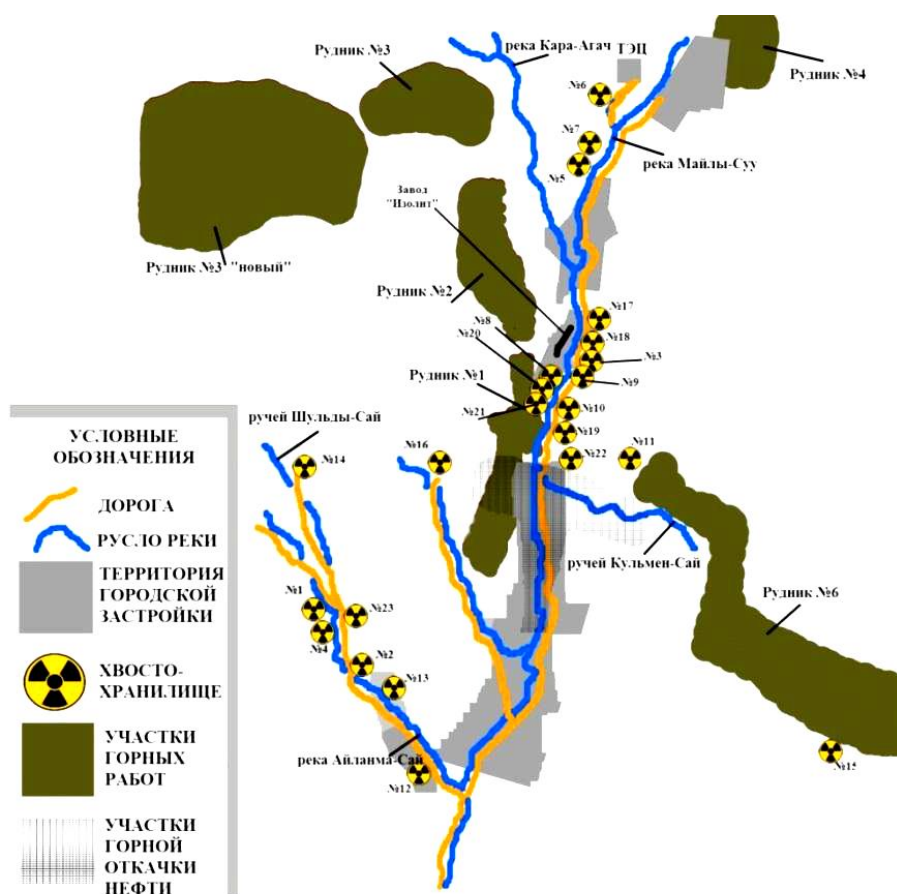 Рудник №3
река Кара-Агач
ТЭЦ
Рудник №4
№6
№7
№5
река Майлы-Суу
Завод
"Изолит"
Рудник №3 "новый"
Рудник №2
№17
№8
№18
№20
№3
Рудник №1
№9
№21
№10
ручей Шульды-Сай
№16
№19
№11
№14
№22
ручей Кульмен-Сай
№1
№23
№4
Рудник №6
№2
№13
река Айланма-Сай
№15
№12
УСЛОВНЫЕ
ОБОЗНАЧЕНИЯ
ДОРОГА
РУСЛО РЕКИ
ТЕРРИТОРИЯ
ГОРОДСКОЙ
ЗАСТРОЙКИ
ХВОСТО-
ХРАНИЛИЩЕ
УЧАСТКИ
ГОРНЫХ
РАБОТ
УЧАСТКИ
ГОРНОЙ
ОТКАЧКИ
НЕФТИ